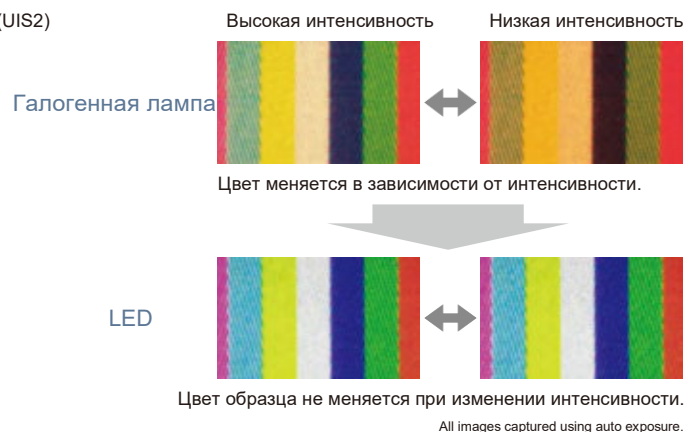 (UIS2)
Высокая интенсивность
Низкая интенсивность
Галогенная лампа
Цвет меняется в зависимости от интенсивности.
LED
Цвет образца не меняется при изменении интенсивности.
All images captured using auto exposure.